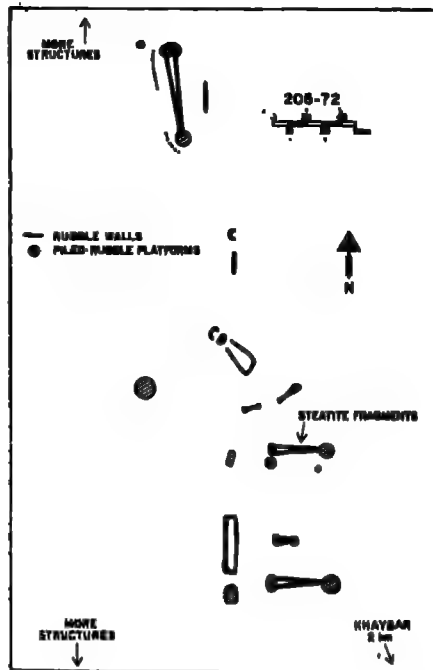 MORE
STRUCTURES
206-72
RUBBLE WALLS
PILED-RUBBLE PLATFORMS
N
STEATITE FRAGMENTS
MORE
STRUCTURES
KHAYBAR
2 km